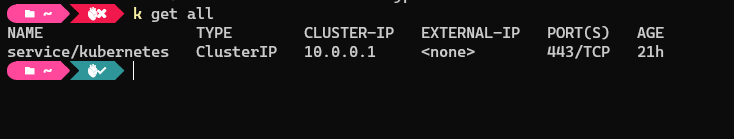 ~ k get all
NAME TYPE CLUSTER-IP EXTERNAL-IP PORT(S) AGE
service/kubernetes ClusterIP 10.0.0.1 <none> 443/TCP 21h
~